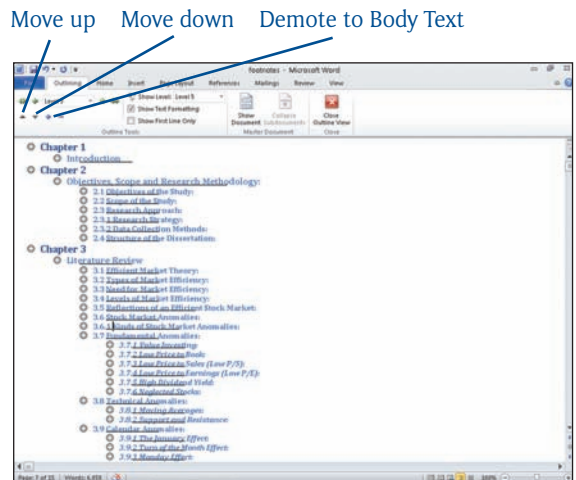 Move up Move down Demote to Body Text
footnotes - Microsoft Word
Outlining Home Insert Page Layout References Mailings Review View
Show Level: Level 5
Show Text Formatting
Show First Line Only
Show Document
Collapse Subdocuments
Close Outline View
Outline Tools Master Document Close
Chapter 1
Introduction
Chapter 2
Objectives, Scope and Research Methodology:
2.1 Objectives of the Study:
2.2 Scope of the Study:
2.3 Research Approach:
2.3.1 Research Strategy:
2.3.2 Data Collection Methods:
2.4 Structure of the Dissertation:
Chapter 3
Literature Review
3.1 Efficient Market Theory:
3.2 Types of Market Efficiency:
3.3 Need for Market Efficiency:
3.4 Levels of Market Efficiency:
3.5 Reflections of an Efficient Stock Market:
3.6 Stock Market Anomalies:
3.6.1 Kinds of Stock Market Anomalies:
3.7 Fundamental Anomalies:
3.7.1 Value Investing:
3.7.2 Low Price to Book:
3.7.3 Low Price to Sales (Low P/S):
3.7.4 Low Price to Earnings (Low P/E):
3.7.5 High Dividend Yield:
3.7.6 Neglected Stocks:
3.8 Technical Anomalies:
3.8.1 Moving Averages:
3.8.2 Support and Resistance:
3.9 Calendar Anomalies:
3.9.1 The January Effect:
3.9.2 Turn of the Month Effect:
3.9.3 Monday Effect:
Words: 6,958 100%